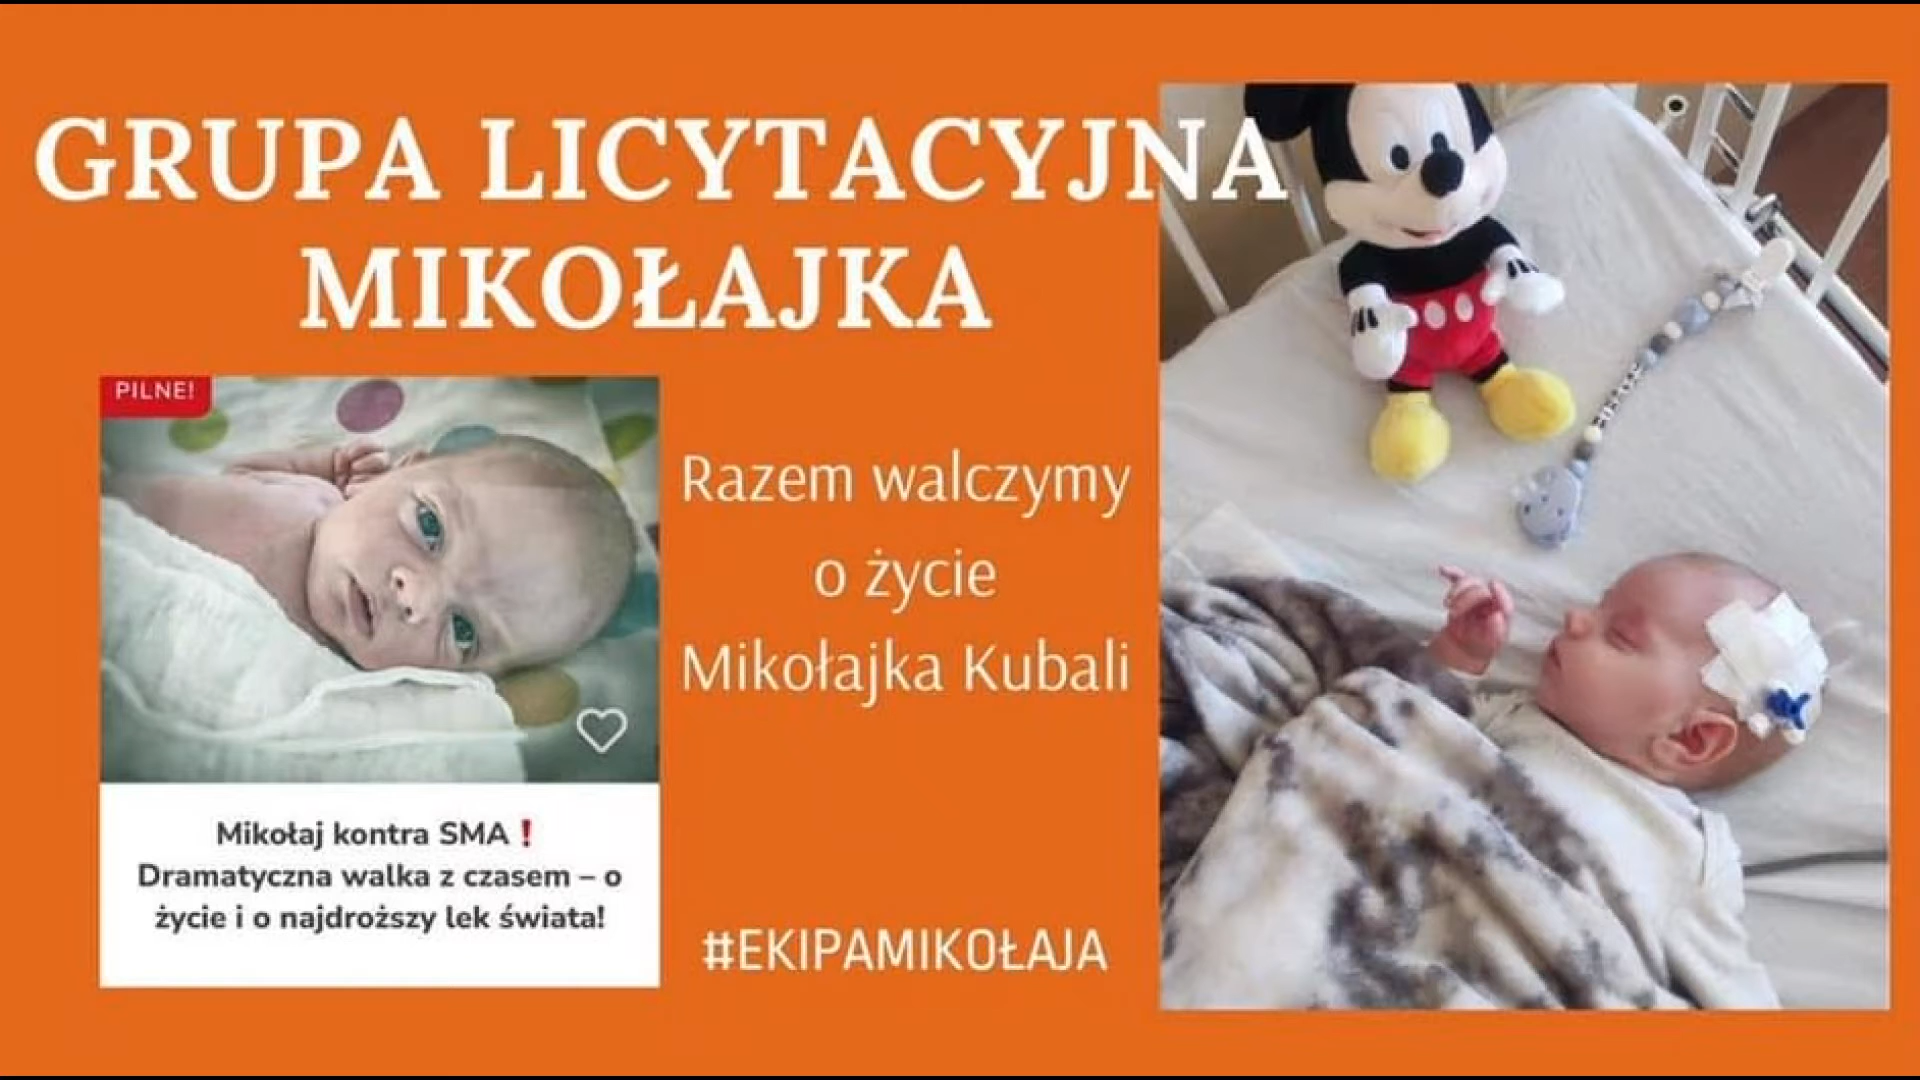 GRUPA LICYTACYJNA
MIKOŁAJKA
PILNE!
Razem walczymy
o życie
Mikołajka Kubali
Mikołaj kontra SMA❗
Dramatyczna walka z czasem – o
życie i o najdroższy lek świata!
#EKIPAMIKOŁAJA